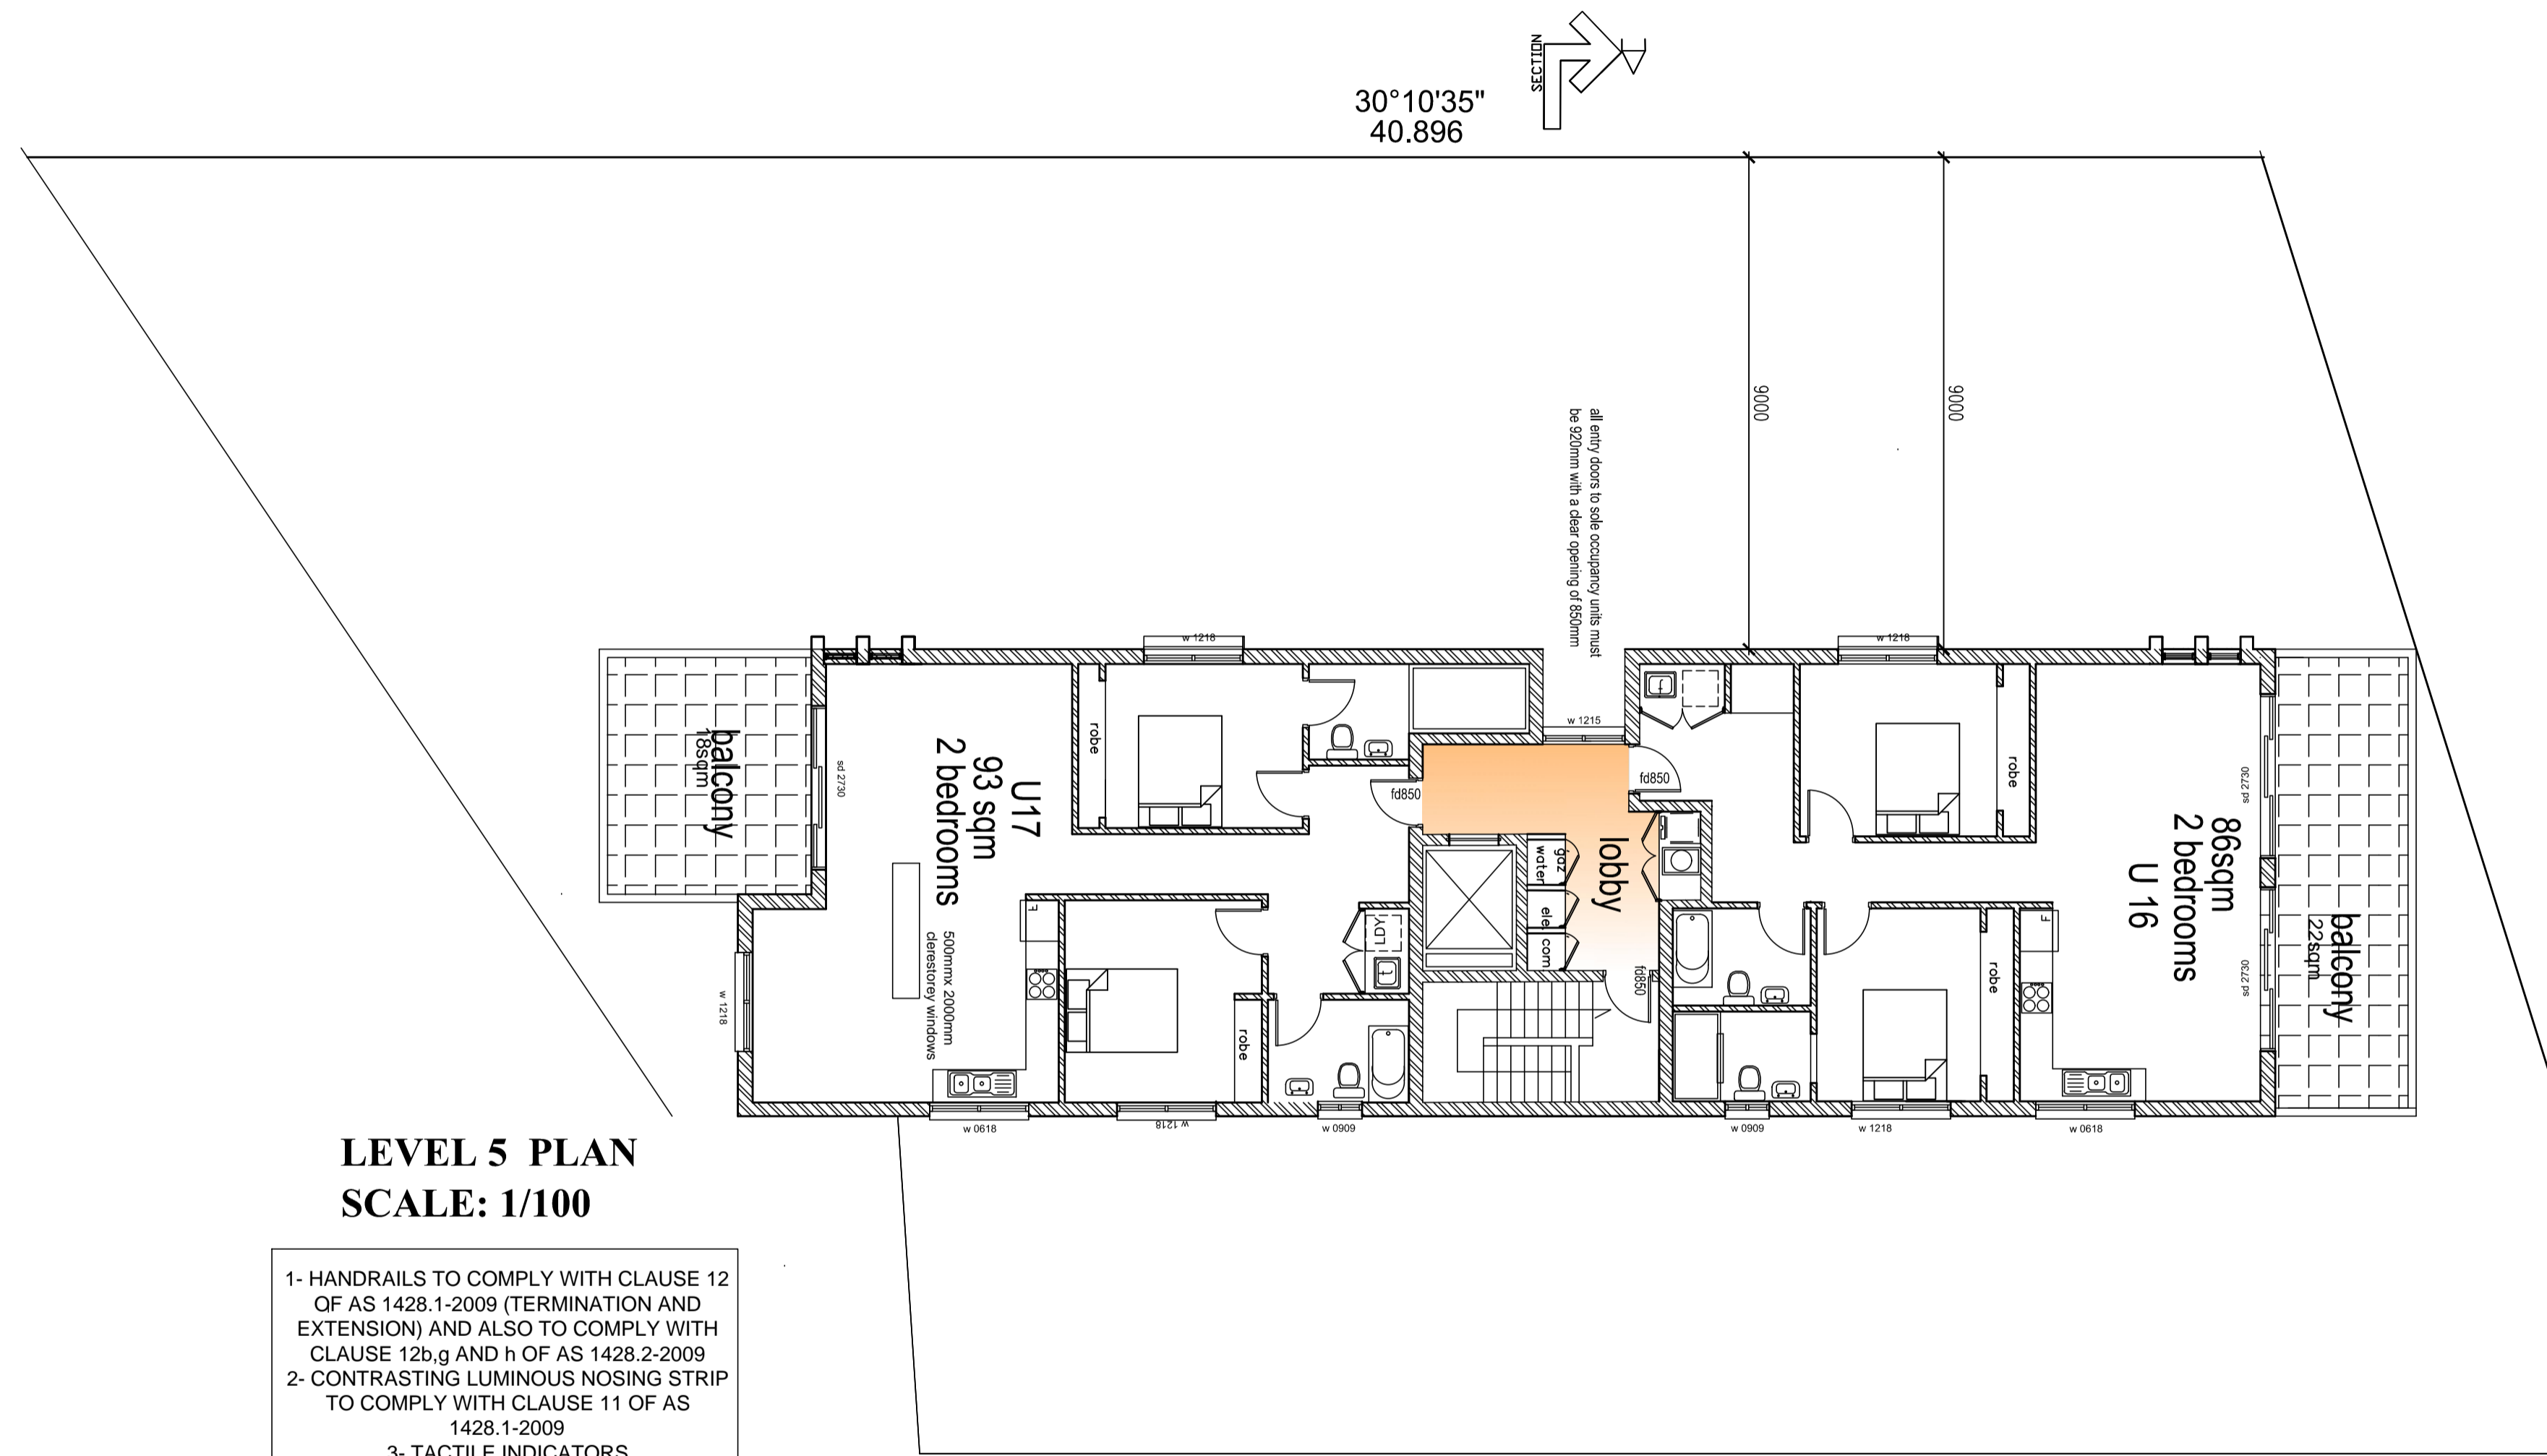 SECTION
30°10'35"
40.896
9000
9000
all entry doors to sole occupancy units must
be 920mm with a clear opening of 850mm
w 1218
w 1218
w 1215
balcony
18sqm
sd 2730
U17
93 sqm
2 bedrooms
500mmx 2000mm
clerestorey windows
robe
fd850
fd850
lobby
gaz
water
ele
com
fd850
LDY
t
t
F
robe
w 1218
robe
robe
F
86sqm
2 bedrooms
U 16
sd 2730
sd 2730
balcony
22sqm
w 0618
w 1218
w 0909
w 0909
w 1218
w 0618
LEVEL 5 PLAN
SCALE: 1/100
1- HANDRAILS TO COMPLY WITH CLAUSE 12
OF AS 1428.1-2009 (TERMINATION AND
EXTENSION) AND ALSO TO COMPLY WITH
CLAUSE 12b,g AND h OF AS 1428.2-2009
2- CONTRASTING LUMINOUS NOSING STRIP
TO COMPLY WITH CLAUSE 11 OF AS
1428.1-2009
3- TACTILE INDICATORS